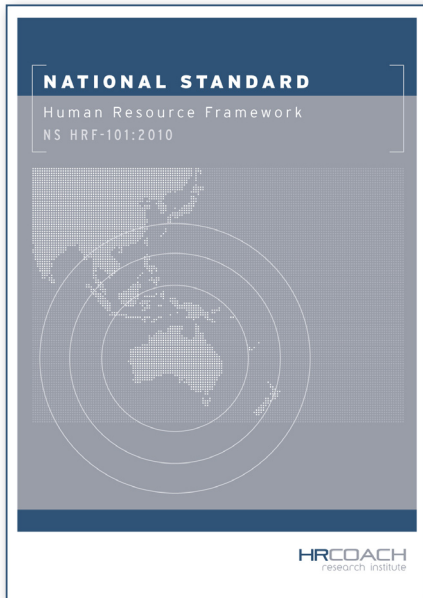 NATIONAL STANDARD
Human Resource Framework
NS HRF-101:2010
HRCOACH
research institute